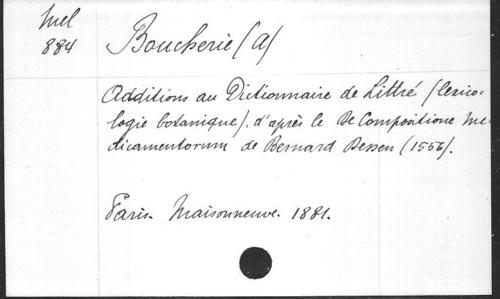 Mel
884
Boucherie (A)
Additions au Dictionnaire de Littré (lexico-
logie botanique), d'après le De Compositione Me-
dicamentorum de Bernard Dessen (1556).
Paris. Maisonneuve. 1881.